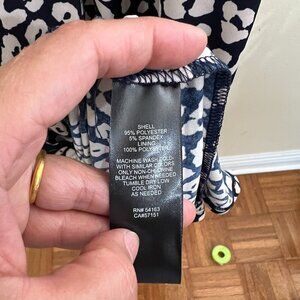 SHELL
95% POLYESTER
5% SPANDEX
LINING
100% POLYESTER
MACHINE WASH COLD
WITH SIMILAR COLORS
ONLY NON-CHLORINE
BLEACH WHEN NEEDED
TUMBLE DRY LOW
COOL IRON
AS NEEDED
RN# 54163
CA#57151